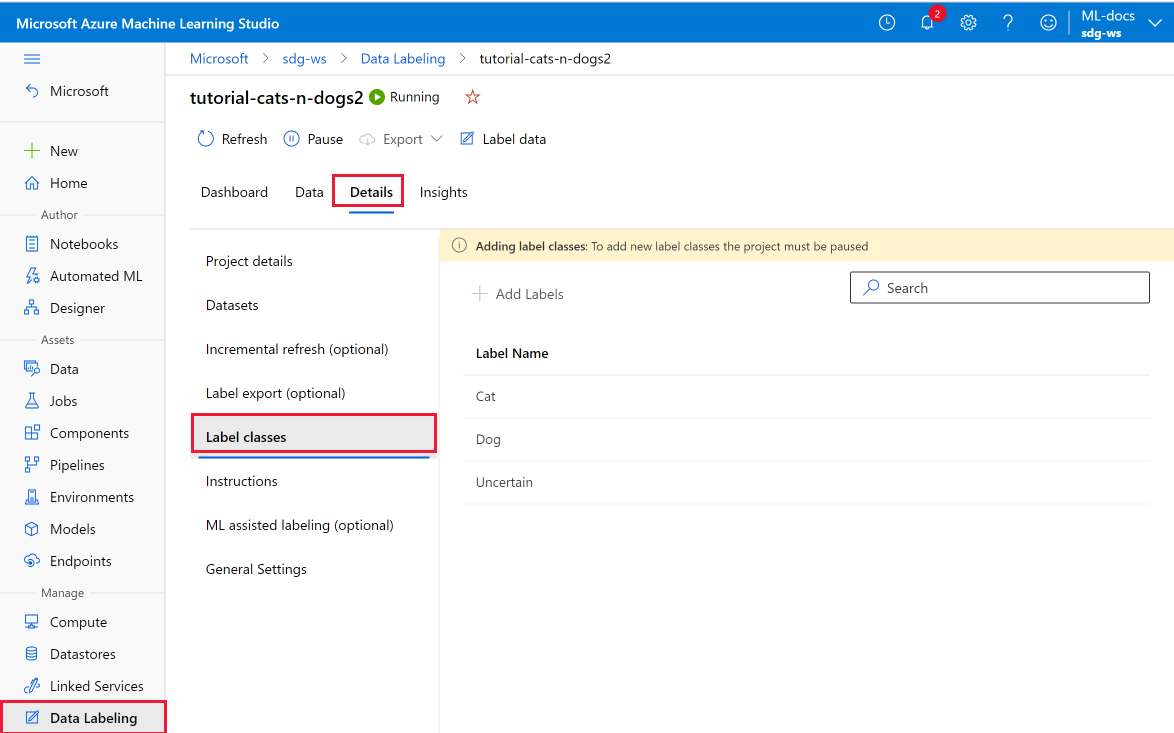 Microsoft Azure Machine Learning Studio
2
ML-docs
sdg-ws
Microsoft
New
Home
Author
Notebooks
Automated ML
Designer
Assets
Data
Jobs
Components
Pipelines
Environments
Models
Endpoints
Manage
Compute
Datastores
Linked Services
Data Labeling
Microsoft > sdg-ws > Data Labeling > tutorial-cats-n-dogs2
tutorial-cats-n-dogs2 Running
Refresh Pause Export Label data
Dashboard Data Details Insights
Project details
Datasets
Incremental refresh (optional)
Label export (optional)
Label classes
Instructions
ML assisted labeling (optional)
General Settings
Adding label classes: To add new label classes the project must be paused
Add Labels Search
Label Name
Cat
Dog
Uncertain